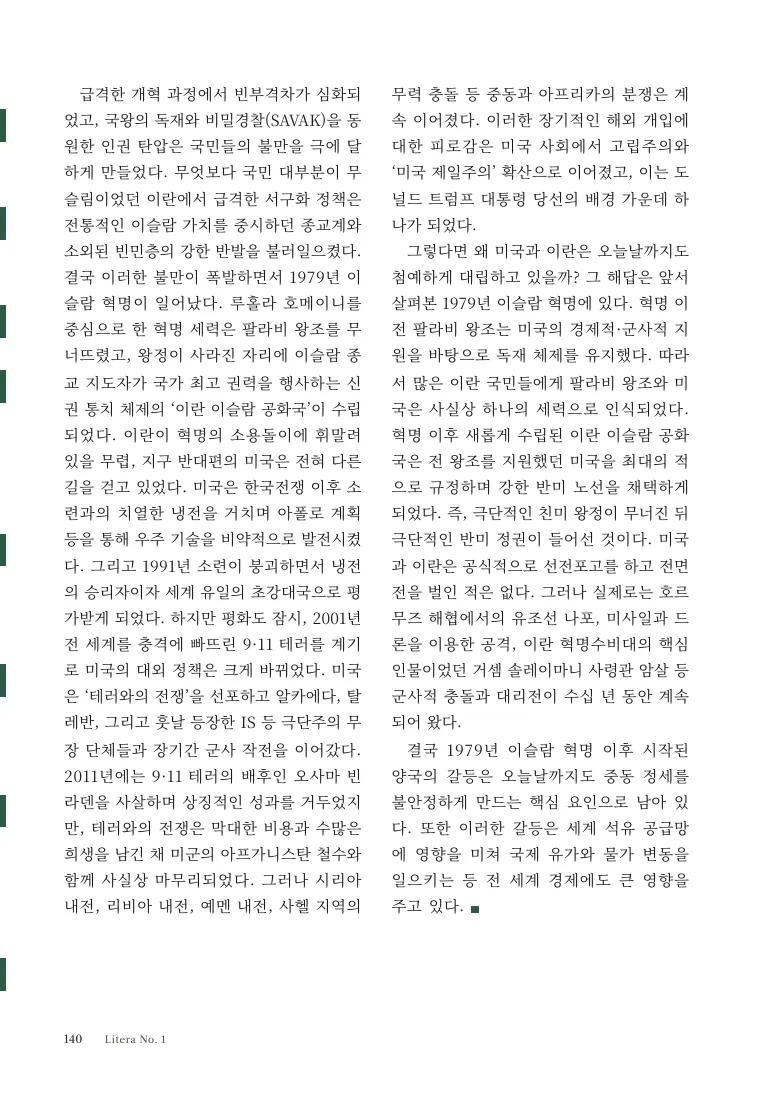 급격한 개혁 과정에서 빈부격차가 심화되
었고, 국왕의 독재와 비밀경찰(SAVAK)을 동
원한 인권 탄압은 국민들의 불만을 극에 달
하게 만들었다. 무엇보다 국민 대부분이 무
슬림이었던 이란에서 급격한 서구화 정책은
전통적인 이슬람 가치를 중시하던 종교계와
소외된 빈민층의 강한 반발을 불러일으켰다.
결국 이러한 불만이 폭발하면서 1979년 이
슬람 혁명이 일어났다. 루홀라 호메이니를
중심으로 한 혁명 세력은 팔라비 왕조를 무
너뜨렸고, 왕정이 사라진 자리에 이슬람 종
교 지도자가 국가 최고 권력을 행사하는 신
권 통치 체제의 ‘이란 이슬람 공화국’이 수립
되었다. 이란이 혁명의 소용돌이에 휘말려
있을 무렵, 지구 반대편의 미국은 전혀 다른
길을 걷고 있었다. 미국은 한국전쟁 이후 소
련과의 치열한 냉전을 거치며 아폴로 계획
등을 통해 우주 기술을 비약적으로 발전시켰
다. 그리고 1991년 소련이 붕괴하면서 냉전
의 승리자이자 세계 유일의 초강대국으로 평
가받게 되었다. 하지만 평화도 잠시, 2001년
전 세계를 충격에 빠뜨린 9·11 테러를 계기
로 미국의 대외 정책은 크게 바뀌었다. 미국
은 ‘테러와의 전쟁’을 선포하고 알카에다, 탈
레반, 그리고 훗날 등장한 IS 등 극단주의 무
장 단체들과 장기간 군사 작전을 이어갔다.
2011년에는 9·11 테러의 배후인 오사마 빈
라덴을 사살하며 상징적인 성과를 거두었지
만, 테러와의 전쟁은 막대한 비용과 수많은
희생을 남긴 채 미군의 아프가니스탄 철수와
함께 사실상 마무리되었다. 그러나 시리아
내전, 리비아 내전, 예멘 내전, 사헬 지역의
무력 충돌 등 중동과 아프리카의 분쟁은 계
속 이어졌다. 이러한 장기적인 해외 개입에
대한 피로감은 미국 사회에서 고립주의와
‘미국 제일주의’ 확산으로 이어졌고, 이는 도
널드 트럼프 대통령 당선의 배경 가운데 하
나가 되었다.
그렇다면 왜 미국과 이란은 오늘날까지도
첨예하게 대립하고 있을까? 그 해답은 앞서
살펴본 1979년 이슬람 혁명에 있다. 혁명 이
전 팔라비 왕조는 미국의 경제적·군사적 지
원을 바탕으로 독재 체제를 유지했다. 따라
서 많은 이란 국민들에게 팔라비 왕조와 미
국은 사실상 하나의 세력으로 인식되었다.
혁명 이후 새롭게 수립된 이란 이슬람 공화
국은 전 왕조를 지원했던 미국을 최대의 적
으로 규정하며 강한 반미 노선을 채택하게
되었다. 즉, 극단적인 친미 왕정이 무너진 뒤
극단적인 반미 정권이 들어선 것이다. 미국
과 이란은 공식적으로 선전포고를 하고 전면
전을 벌인 적은 없다. 그러나 실제로는 호르
무즈 해협에서의 유조선 나포, 미사일과 드
론을 이용한 공격, 이란 혁명수비대의 핵심
인물이었던 거셈 솔레이마니 사령관 암살 등
군사적 충돌과 대리전이 수십 년 동안 계속
되어 왔다.
결국 1979년 이슬람 혁명 이후 시작된
양국의 갈등은 오늘날까지도 중동 정세를
불안정하게 만드는 핵심 요인으로 남아 있
다. 또한 이러한 갈등은 세계 석유 공급망
에 영향을 미쳐 국제 유가와 물가 변동을
일으키는 등 전 세계 경제에도 큰 영향을
주고 있다. ■
140 Litera No. 1